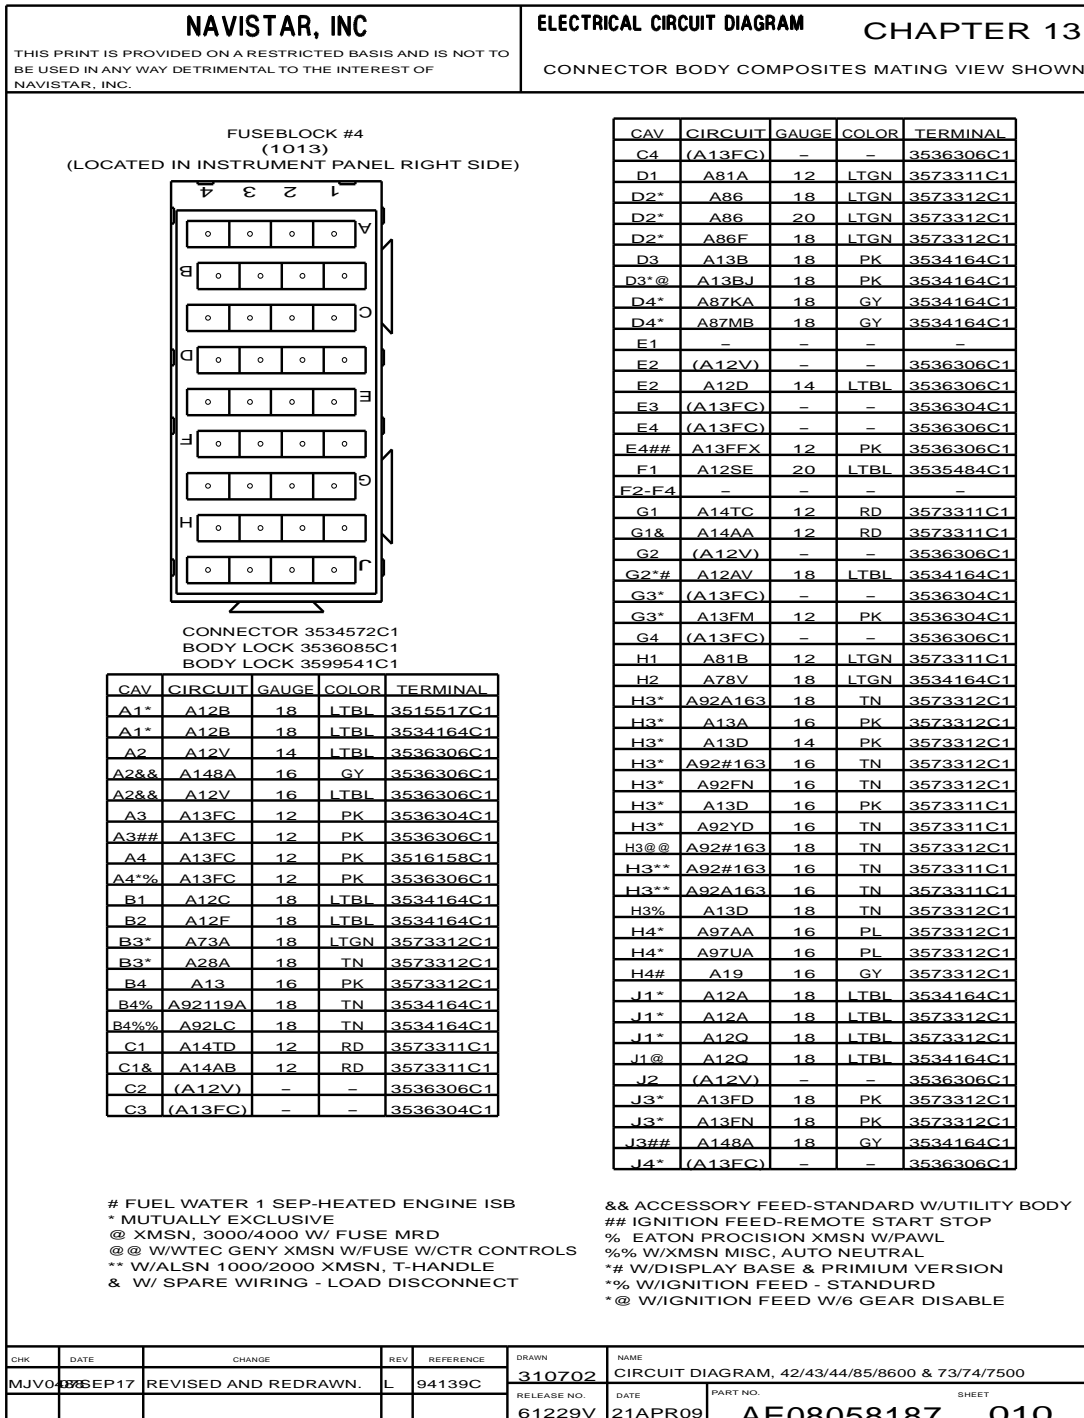 NAVISTAR, INC
THIS PRINT IS PROVIDED ON A RESTRICTED BASIS AND IS NOT TO
BE USED IN ANY WAY DETRIMENTAL TO THE INTEREST OF
NAVISTAR, INC.
ELECTRICAL CIRCUIT DIAGRAM
CHAPTER 13
CONNECTOR BODY COMPOSITES MATING VIEW SHOWN
FUSEBLOCK #4
(1013)
(LOCATED IN INSTRUMENT PANEL RIGHT SIDE)
4 3 2 1
A
B
C
D
E
F
G
H
J
CONNECTOR 3534572C1
BODY LOCK 3536085C1
BODY LOCK 3599541C1
CAV CIRCUIT GAUGE COLOR TERMINAL
A1* A12B 18 LTBL 3515517C1
A1* A12B 18 LTBL 3534164C1
A2 A12V 14 LTBL 3536306C1
A2&& A148A 16 GY 3536306C1
A2&& A12V 16 LTBL 3536306C1
A3 A13FC 12 PK 3536304C1
A3## A13FC 12 PK 3536306C1
A4 A13FC 12 PK 3516158C1
A4*% A13FC 12 PK 3536306C1
B1 A12C 18 LTBL 3534164C1
B2 A12F 18 LTBL 3534164C1
B3* A73A 18 LTGN 3573312C1
B3* A28A 18 TN 3573312C1
B4 A13 16 PK 3573312C1
B4% A92119A 18 TN 3534164C1
B4%% A92LC 18 TN 3534164C1
C1 A14TD 12 RD 3573311C1
C1& A14AB 12 RD 3573311C1
C2 (A12V) – – 3536306C1
C3 (A13FC) – – 3536304C1
CAV CIRCUIT GAUGE COLOR TERMINAL
C4 (A13FC) – – 3536306C1
D1 A81A 12 LTGN 3573311C1
D2* A86 18 LTGN 3573312C1
D2* A86 20 LTGN 3573312C1
D2* A86F 18 LTGN 3573312C1
D3 A13B 18 PK 3534164C1
D3*@ A13BJ 18 PK 3534164C1
D4* A87KA 18 GY 3534164C1
D4* A87MB 18 GY 3534164C1
E1 – – – –
E2 (A12V) – – 3536306C1
E2 A12D 14 LTBL 3536306C1
E3 (A13FC) – – 3536304C1
E4 (A13FC) – – 3536306C1
E4## A13FFX 12 PK 3536306C1
F1 A12SE 20 LTBL 3535484C1
F2-F4 – – – –
G1 A14TC 12 RD 3573311C1
G1& A14AA 12 RD 3573311C1
G2 (A12V) – – 3536306C1
G2*# A12AV 18 LTBL 3534164C1
G3* (A13FC) – – 3536304C1
G3* A13FM 12 PK 3536304C1
G4 (A13FC) – – 3536306C1
H1 A81B 12 LTGN 3573311C1
H2 A78V 18 LTGN 3534164C1
H3* A92A163 18 TN 3573312C1
H3* A13A 16 PK 3573312C1
H3* A13D 14 PK 3573312C1
H3* A92#163 16 TN 3573312C1
H3* A92FN 16 TN 3573312C1
H3* A13D 16 PK 3573311C1
H3* A92YD 16 TN 3573311C1
H3@@ A92#163 18 TN 3573312C1
H3** A92#163 16 TN 3573311C1
H3** A92A163 16 TN 3573311C1
H3% A13D 18 TN 3573312C1
H4* A97AA 16 PL 3573312C1
H4* A97UA 16 PL 3573312C1
H4# A19 16 GY 3573312C1
J1* A12A 18 LTBL 3534164C1
J1* A12A 18 LTBL 3573312C1
J1* A12Q 18 LTBL 3573312C1
J1@ A12Q 18 LTBL 3534164C1
J2 (A12V) – – 3536306C1
J3* A13FD 18 PK 3573312C1
J3* A13FN 18 PK 3573312C1
J3## A148A 18 GY 3534164C1
J4* (A13FC) – – 3536306C1
# FUEL WATER 1 SEP-HEATED ENGINE ISB
* MUTUALLY EXCLUSIVE
@ XMSN, 3000/4000 W/ FUSE MRD
@@ W/WTEC GENY XMSN W/FUSE W/CTR CONTROLS
** W/ALSN 1000/2000 XMSN, T-HANDLE
& W/ SPARE WIRING - LOAD DISCONNECT
&& ACCESSORY FEED-STANDARD W/UTILITY BODY
## IGNITION FEED-REMOTE START STOP
% EATON PROCISION XMSN W/PAWL
%% W/XMSN MISC, AUTO NEUTRAL
*# W/DISPLAY BASE & PRIMIUM VERSION
*% W/IGNITION FEED - STANDURD
*@ W/IGNITION FEED W/6 GEAR DISABLE
CHK DATE CHANGE REV REFERENCE
REVISED AND REDRAWN. L 94139C
DRAWN
310702
NAME
CIRCUIT DIAGRAM, 42/43/44/85/8600 & 73/74/7500
RELEASE NO.
61229V
DATE
21APR09
PART NO.
AE08058187
SHEET
010